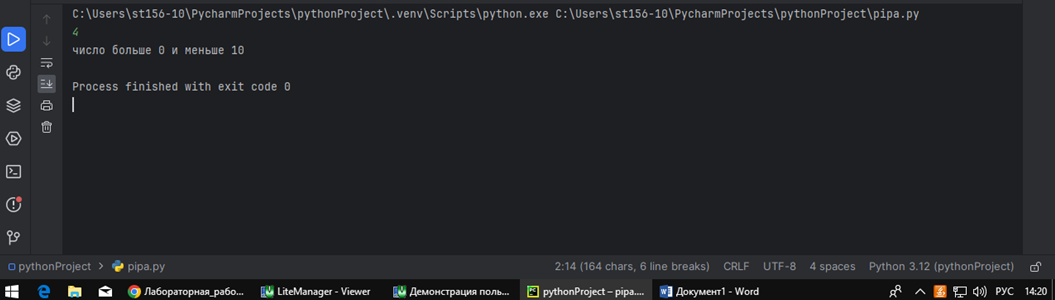 C:\Users\st156-10\PycharmProjects\pythonProject\.venv\Scripts\python.exe C:\Users\st156-10\PycharmProjects\pythonProject\pipa.py
4
число больше 0 и меньше 10
Process finished with exit code 0
pythonProject > pipa.py 2:14 (164 chars, 6 line breaks) CRLF UTF-8 4 spaces Python 3.12 (pythonProject)
Лабораторная_рабо... LiteManager - Viewer Демонстрация поль... pythonProject – pipa.... Документ1 - Word РУС 14:20